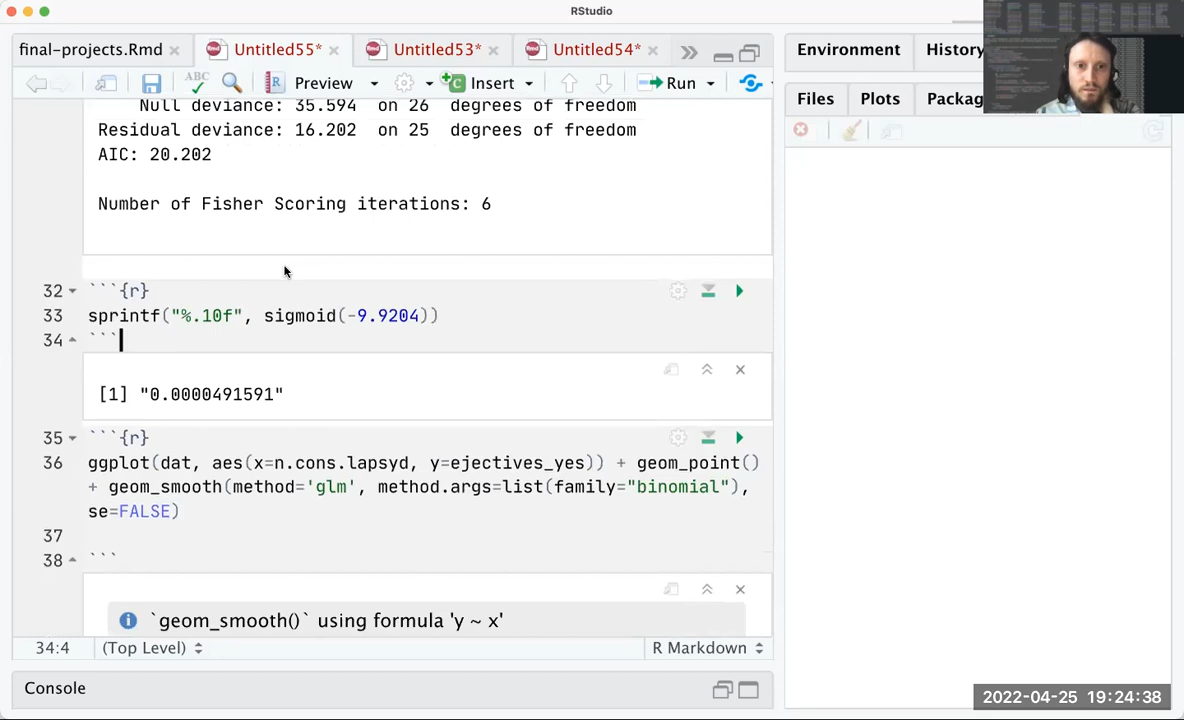 RStudio
final-projects.Rmd
Untitled55*
Untitled53*
Untitled54*
Environment
History
ABC
Preview
Insert
Run
Files
Plots
Packag
Null deviance: 35.594 on 26 degrees of freedom
Residual deviance: 16.202 on 25 degrees of freedom
AIC: 20.202
Number of Fisher Scoring iterations: 6
32 ```{r}
33 sprintf("%.10f", sigmoid(-9.9204))
34 ```
[1] "0.0000491591"
35 ```{r}
36 ggplot(dat, aes(x=n.cons.lapsyd, y=ejectives_yes)) + geom_point()
+ geom_smooth(method='glm', method.args=list(family="binomial"),
se=FALSE)
37
38 ```
`geom_smooth()` using formula 'y ~ x'
34:4
(Top Level)
R Markdown
Console
2022-04-25 19:24:38